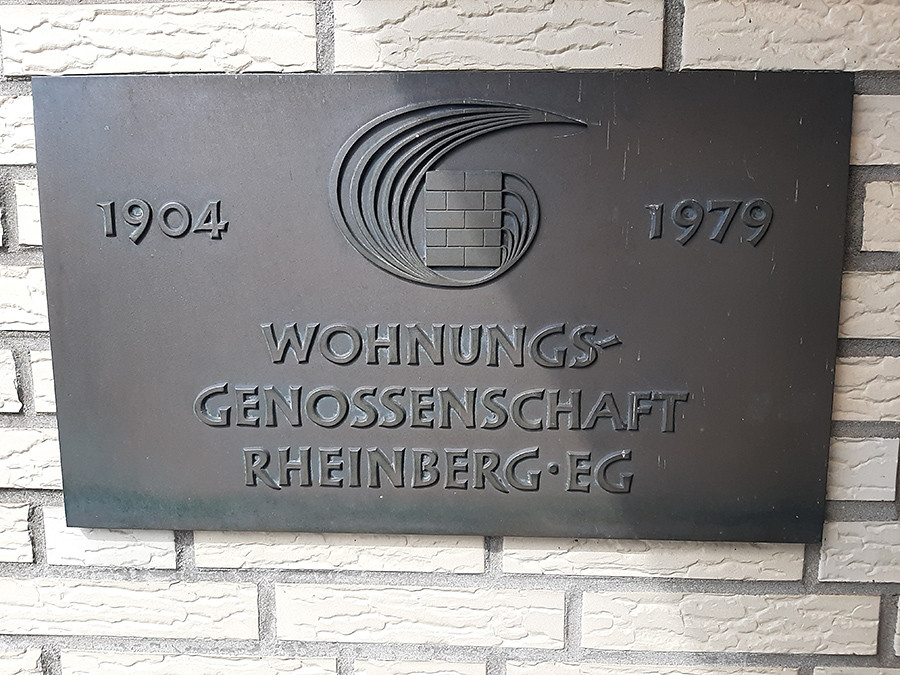 1904 1979
WOHNUNGS-
GENOSSENSCHAFT
RHEINBERG·EG